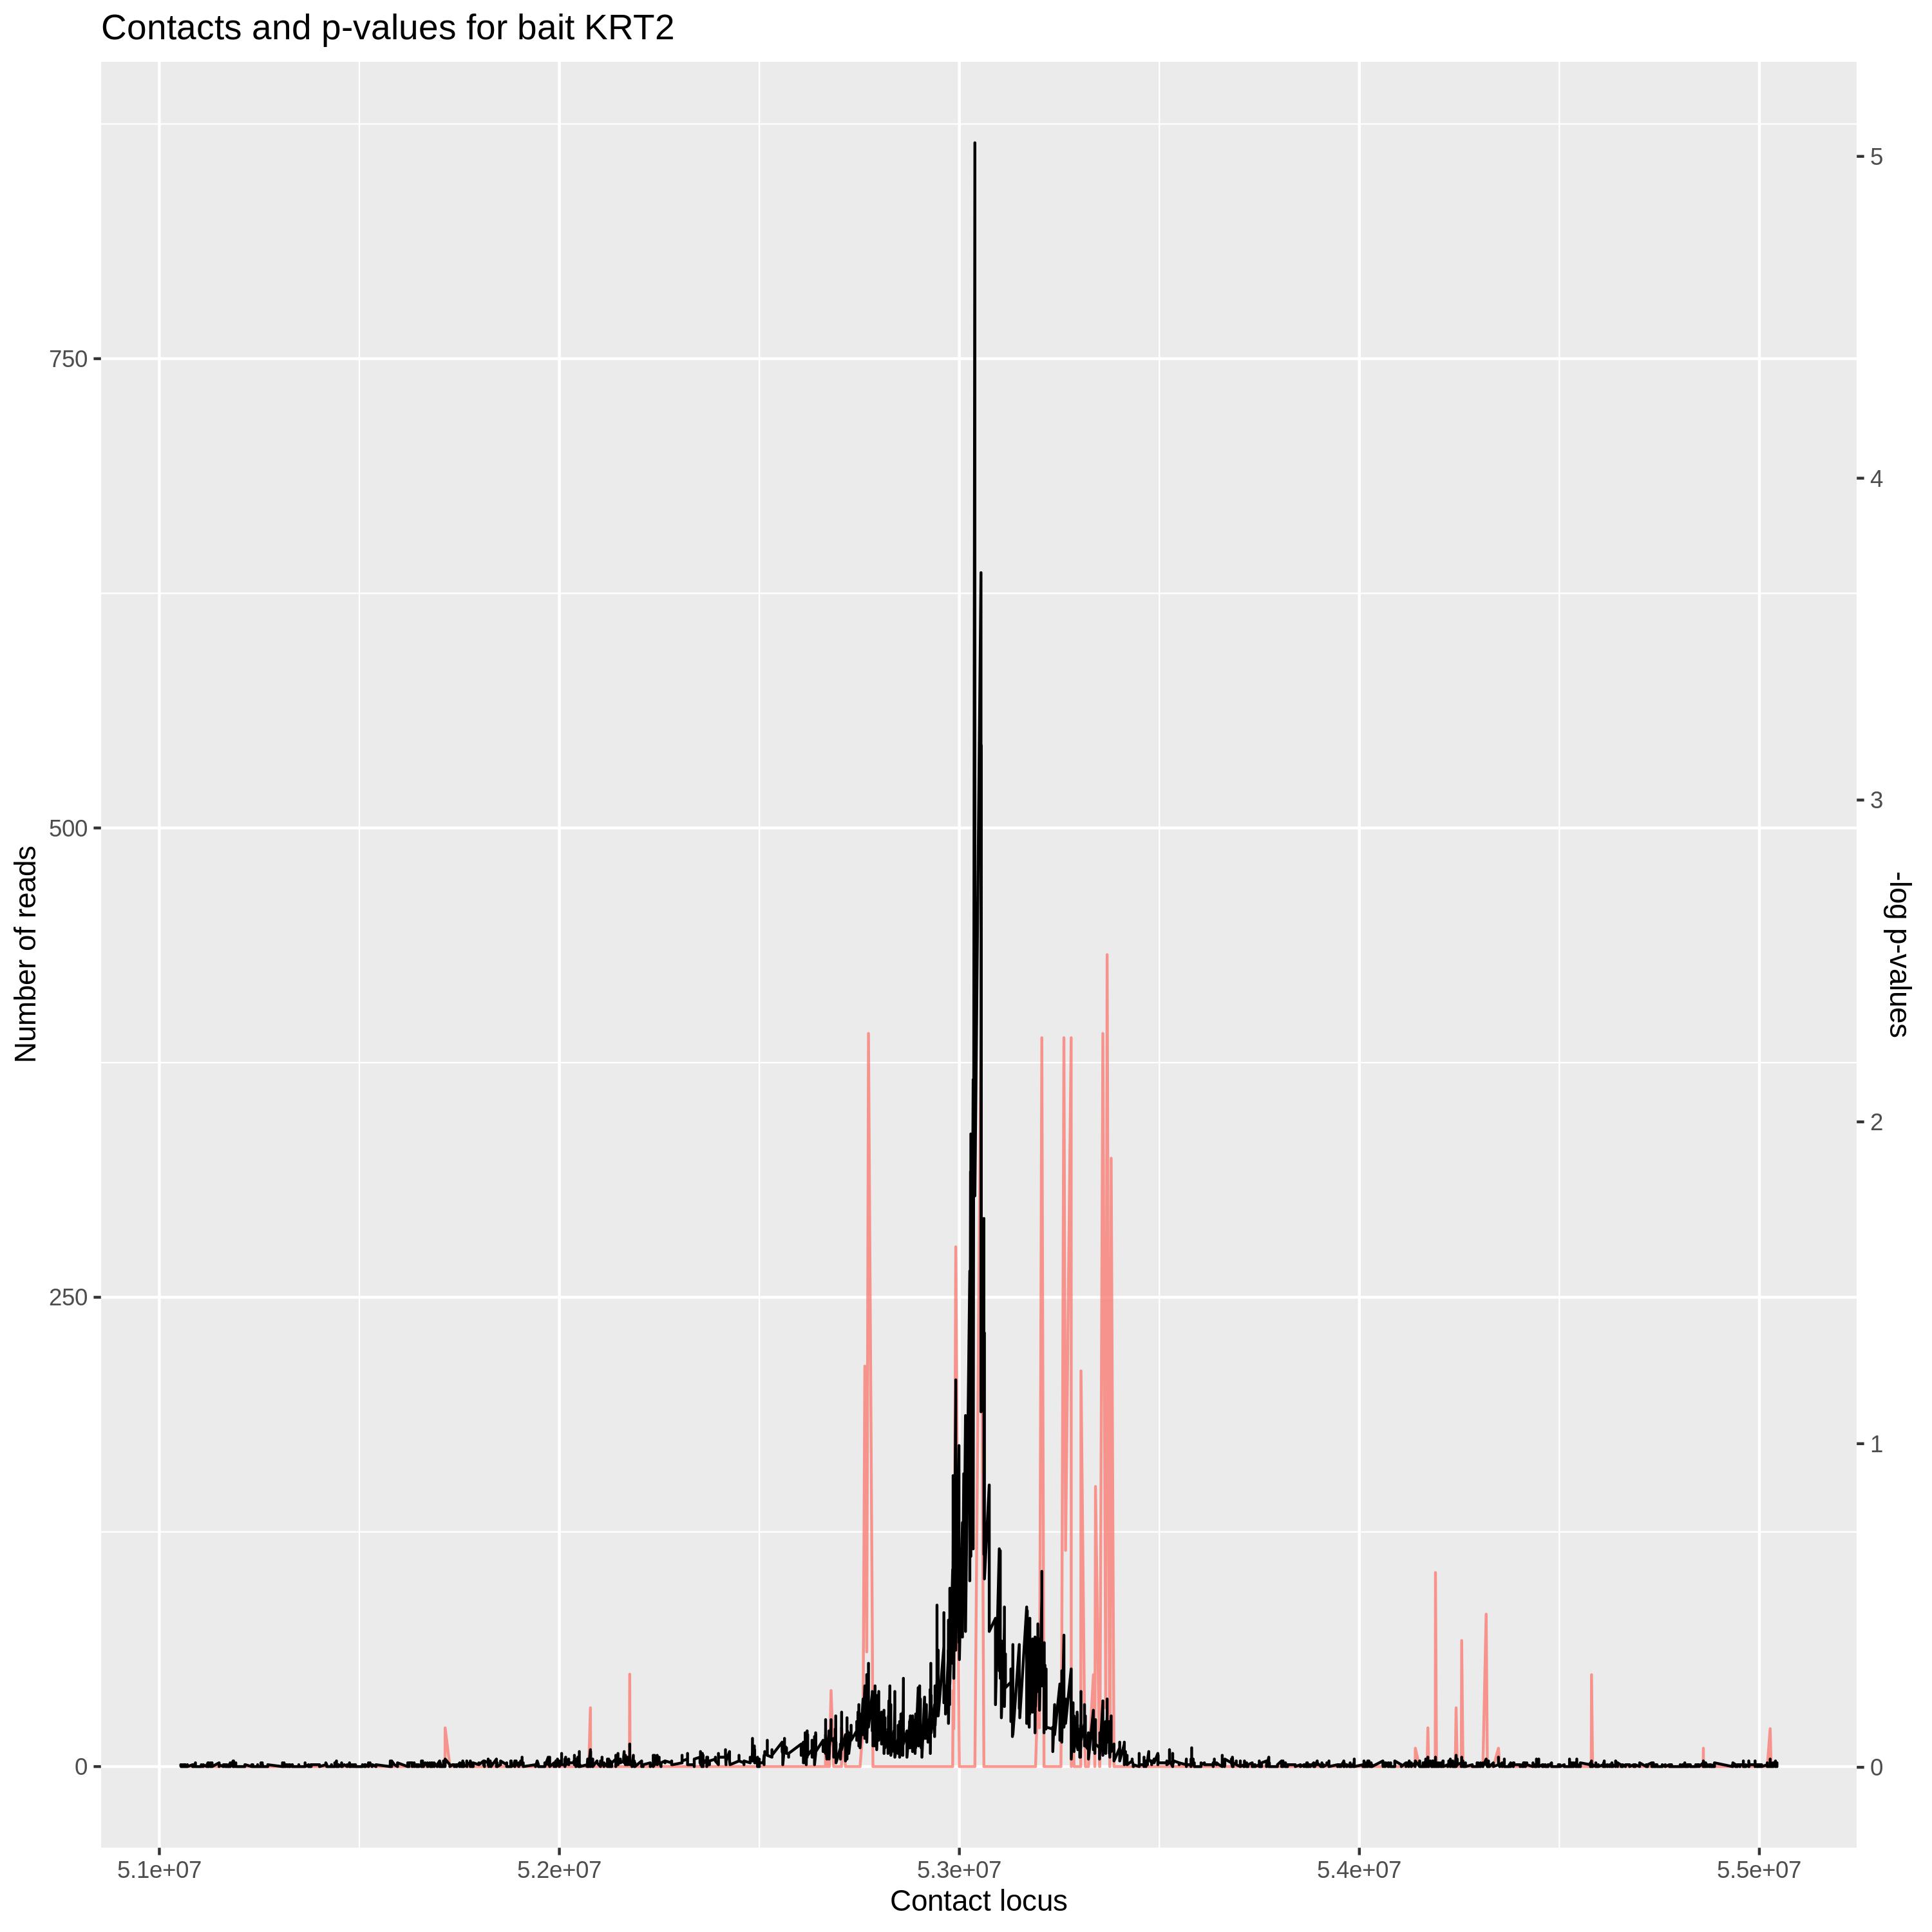 Contacts and p-values for bait KRT2
Number of reads
750
500
250
0
5
4
3
2
1
0
-log p-values
5.1e+07
5.2e+07
5.3e+07
5.4e+07
5.5e+07
Contact locus